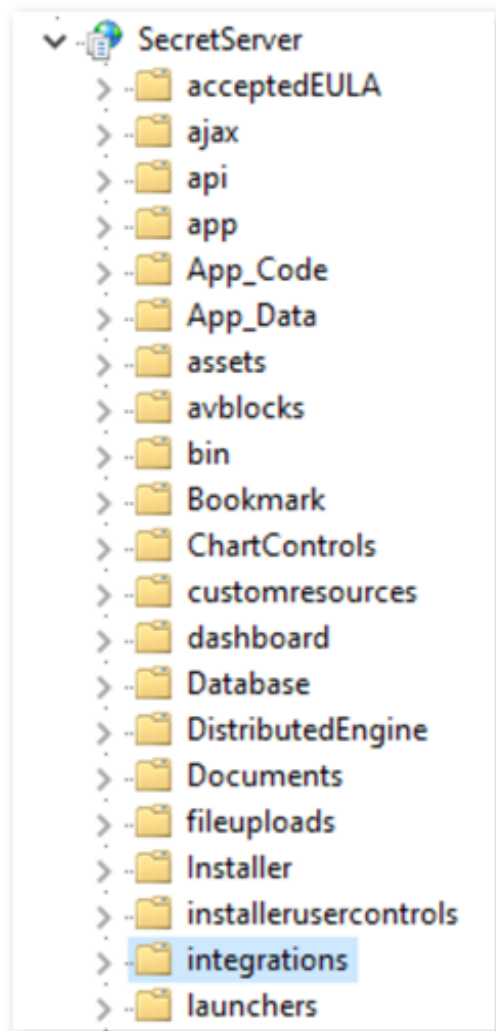 SecretServer
acceptedEULA
ajax
api
app
App_Code
App_Data
assets
avblocks
bin
Bookmark
ChartControls
customresources
dashboard
Database
DistributedEngine
Documents
fileuploads
Installer
installerusercontrols
integrations
launchers